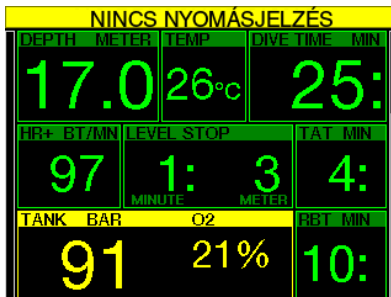 NINCS NYOMÁSJELZÉS
DEPTH METER TEMP DIVE TIME MIN
17.0 26°C 25:
HR+ BT/MN LEVEL STOP TAT MIN
97 1: 3 4:
MINUTE METER
TANK BAR O2 RBT MIN
91 21% 10: